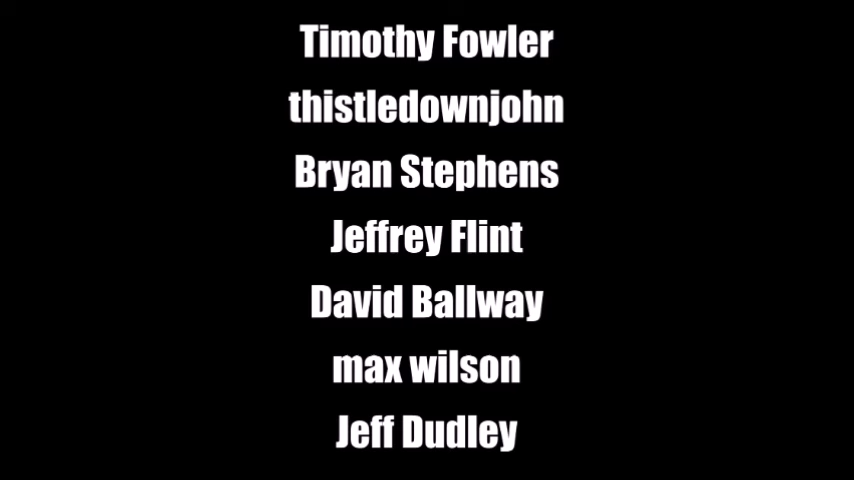 Timothy Fowler
thistledownjohn
Bryan Stephens
Jeffrey Flint
David Ballway
max wilson
Jeff Dudley